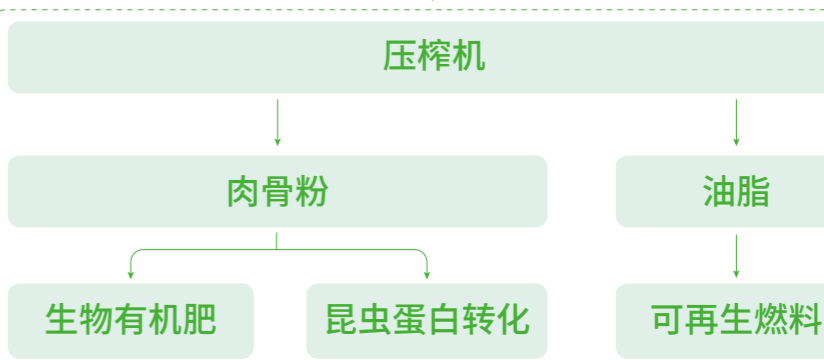 压榨机
肉骨粉
油脂
生物有机肥
昆虫蛋白转化
可再生燃料